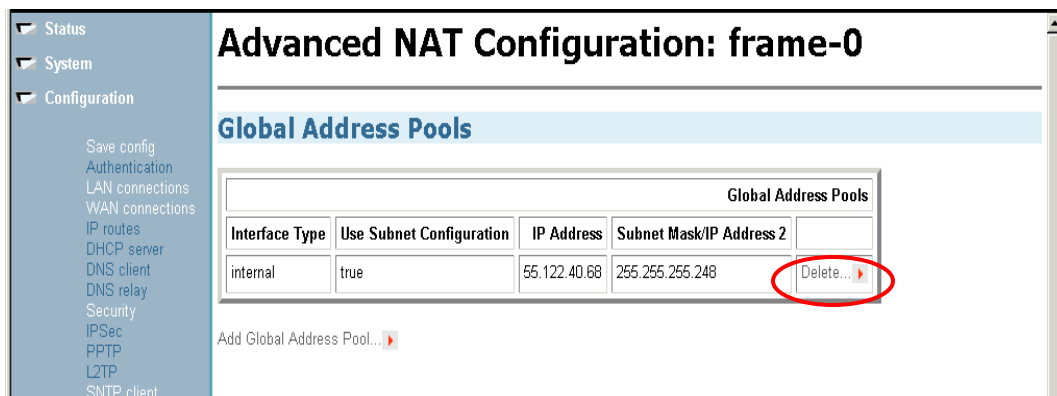 Status
System
Configuration
Save config
Authentication
LAN connections
WAN connections
IP routes
DHCP server
DNS client
DNS relay
Security
IPSec
PPTP
L2TP
SNTP client
Advanced NAT Configuration: frame-0
Global Address Pools
Global Address Pools
Interface Type Use Subnet Configuration IP Address Subnet Mask/IP Address 2
internal true 55.122.40.68 255.255.255.248 Delete...
Add Global Address Pool...